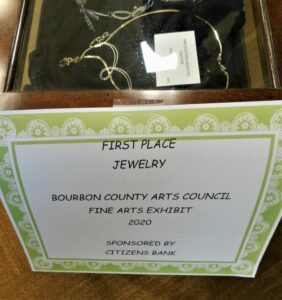 FIRST PLACE
JEWELRY
BOURBON COUNTY ARTS COUNCIL
FINE ARTS EXHIBIT
2020
SPONSORED BY
CITIZENS BANK